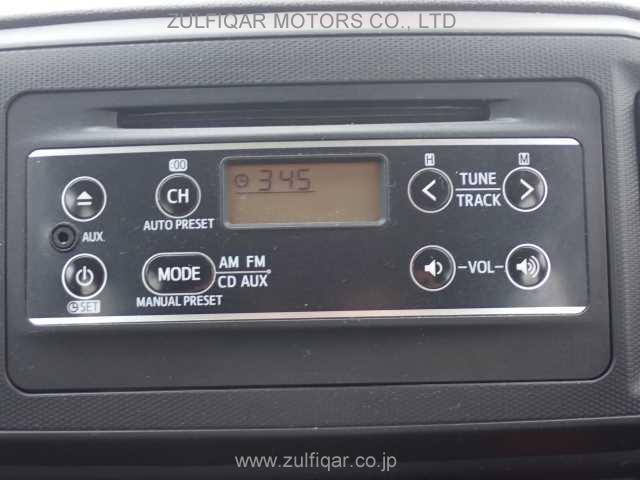 ZULFIQAR MOTORS CO., LTD
:00
H
M
CH
345
TUNE
TRACK
AUTO PRESET
AUX
MODE
AM FM
CD AUX
VOL
SET
MANUAL PRESET
www.zulfiqar.co.jp